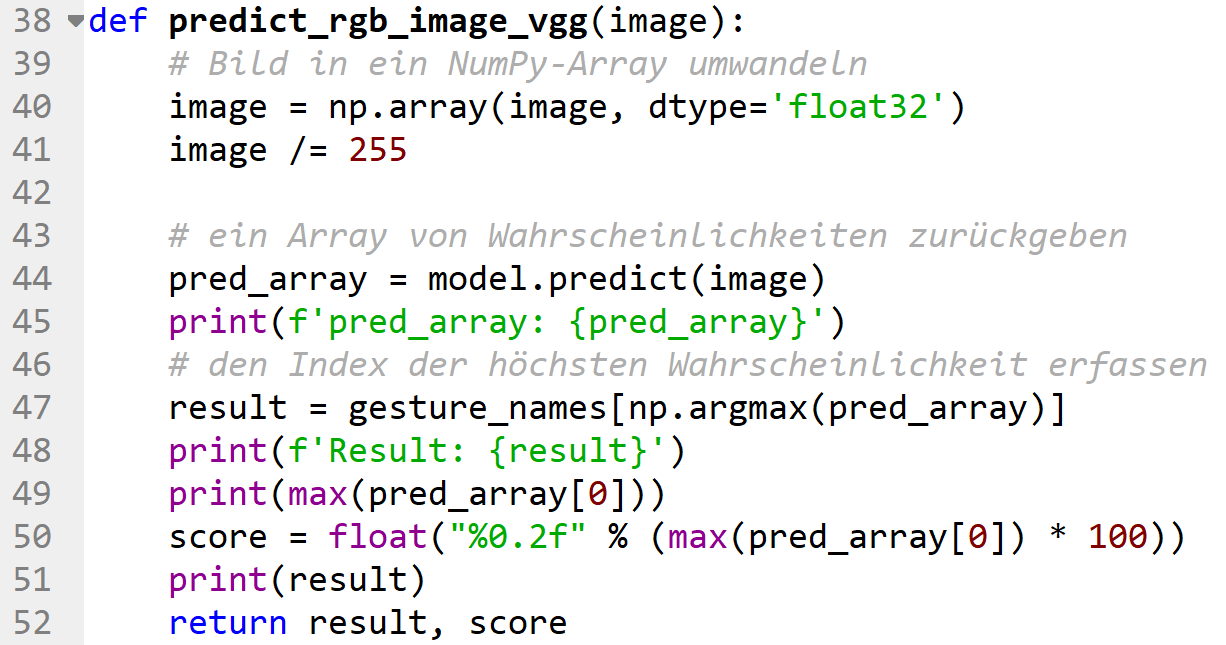 38 def predict_rgb_image_vgg(image):
39     # Bild in ein NumPy-Array umwandeln
40     image = np.array(image, dtype='float32')
41     image /= 255
42
43     # ein Array von Wahrscheinlichkeiten zurückgeben
44     pred_array = model.predict(image)
45     print(f'pred_array: {pred_array}')
46     # den Index der höchsten Wahrscheinlichkeit erfassen
47     result = gesture_names[np.argmax(pred_array)]
48     print(f'Result: {result}')
49     print(max(pred_array[0]))
50     score = float("%0.2f" % (max(pred_array[0]) * 100))
51     print(result)
52     return result, score